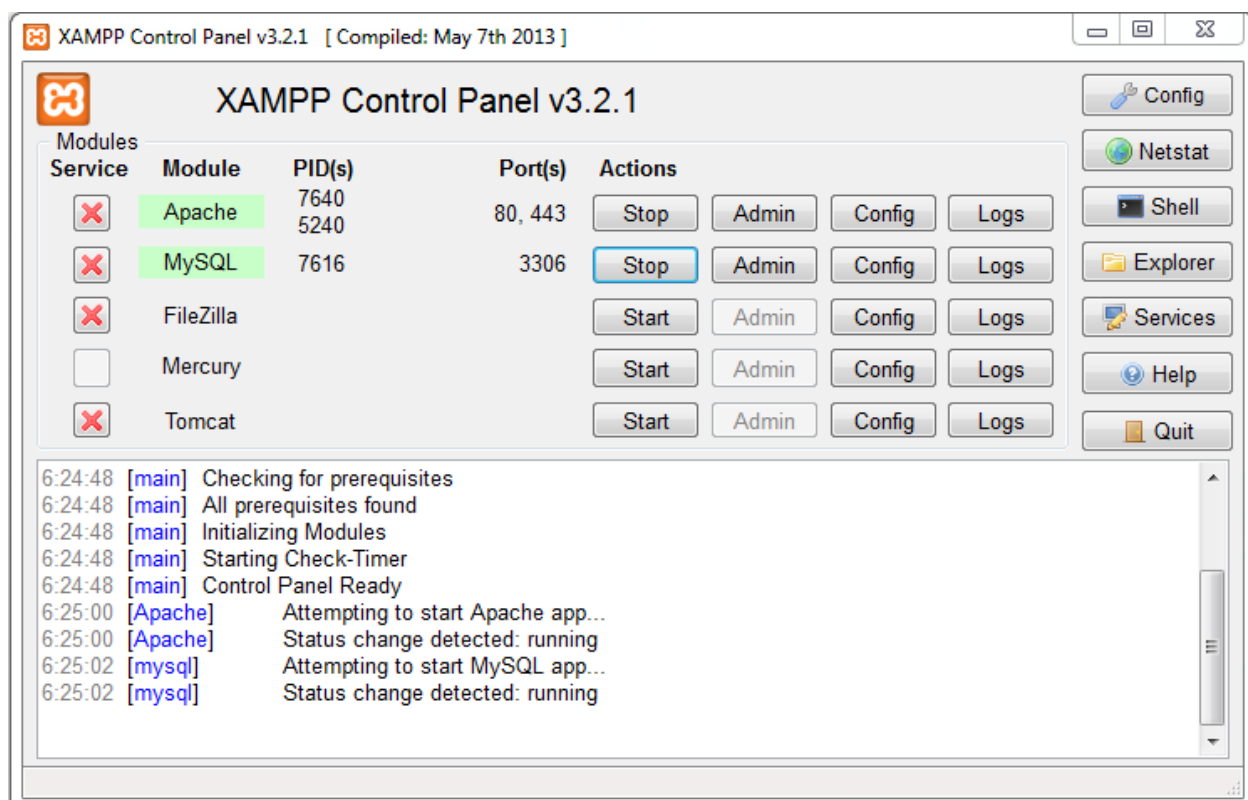 XAMPP Control Panel v3.2.1 [ Compiled: May 7th 2013 ]
XAMPP Control Panel v3.2.1
Config
Modules
Netstat
Service Module PID(s) Port(s) Actions
Apache 7640 5240 80, 443 Stop Admin Config Logs
Shell
MySQL 7616 3306 Stop Admin Config Logs
Explorer
FileZilla Start Admin Config Logs
Services
Mercury Start Admin Config Logs
Help
Tomcat Start Admin Config Logs
Quit
6:24:48 [main] Checking for prerequisites
6:24:48 [main] All prerequisites found
6:24:48 [main] Initializing Modules
6:24:48 [main] Starting Check-Timer
6:24:48 [main] Control Panel Ready
6:25:00 [Apache] Attempting to start Apache app...
6:25:00 [Apache] Status change detected: running
6:25:02 [mysql] Attempting to start MySQL app...
6:25:02 [mysql] Status change detected: running